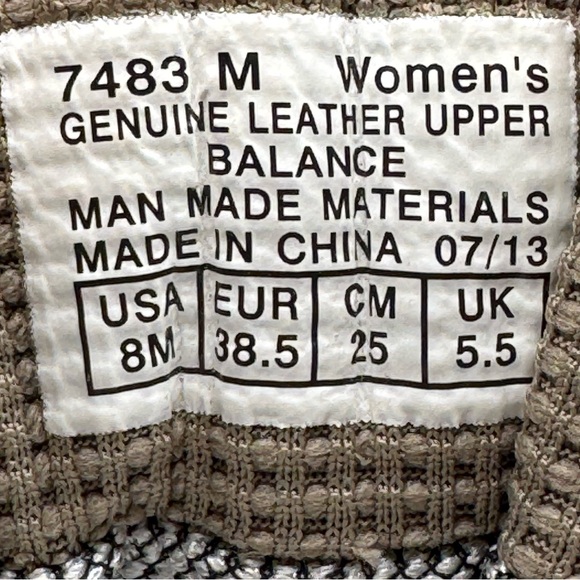 7483 M Women's
GENUINE LEATHER UPPER
BALANCE
MAN MADE MATERIALS
MADE IN CHINA 07/13
USA EUR CM UK
8M 38.5 25 5.5